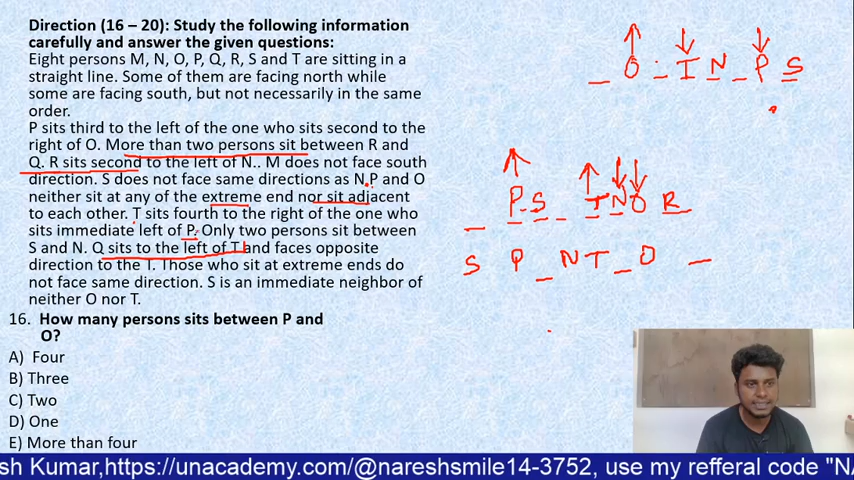 Direction (16 – 20): Study the following information
carefully and answer the given questions:
Eight persons M, N, O, P, Q, R, S and T are sitting in a
straight line. Some of them are facing north while
some are facing south, but not necessarily in the same
order.
P sits third to the left of the one who sits second to the
right of O. More than two persons sit between R and
Q. R sits second to the left of N.. M does not face south
direction. S does not face same directions as N.P and O
neither sit at any of the extreme end nor sit adjacent
to each other. T sits fourth to the right of the one who
sits immediate left of P. Only two persons sit between
S and N. Q sits to the left of T and faces opposite
direction to the T. Those who sit at extreme ends do
not face same direction. S is an immediate neighbor of
neither O nor T.
16. How many persons sits between P and
O?
A) Four
B) Three
C) Two
D) One
E) More than four
O T N P S
P S T N O R
S P N T O
sh Kumar,https://unacademy.com/@nareshsmile14-3752, use my refferal code "NA